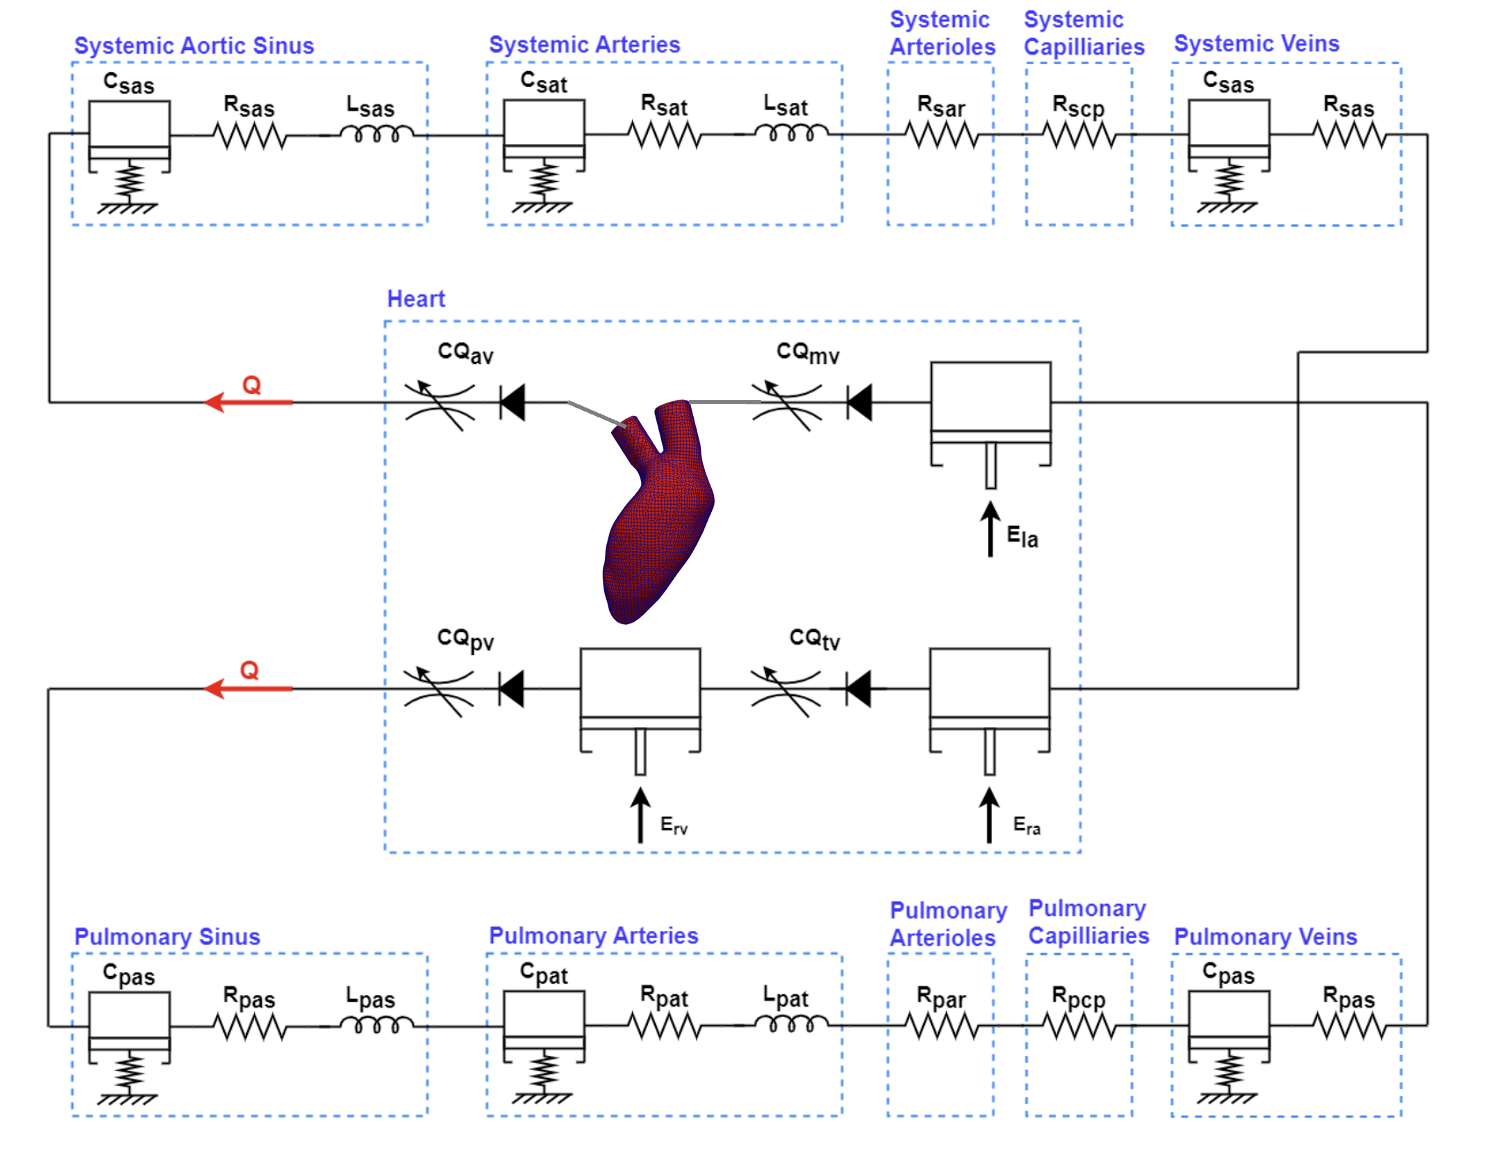 Systemic Aortic Sinus
Systemic Arteries
Systemic
Arterioles
Systemic
Capilliaries
Systemic Veins
Csas
Rsas
Lsas
Csat
Rsat
Lsat
Rsar
Rscp
Csas
Rsas
Heart
CQav
CQmv
Q
Ela
CQpv
CQtv
Q
Erv
Era
Pulmonary Sinus
Pulmonary Arteries
Pulmonary
Arterioles
Pulmonary
Capilliaries
Pulmonary Veins
Cpas
Rpas
Lpas
Cpat
Rpat
Lpat
Rpar
Rpcp
Cpas
Rpas